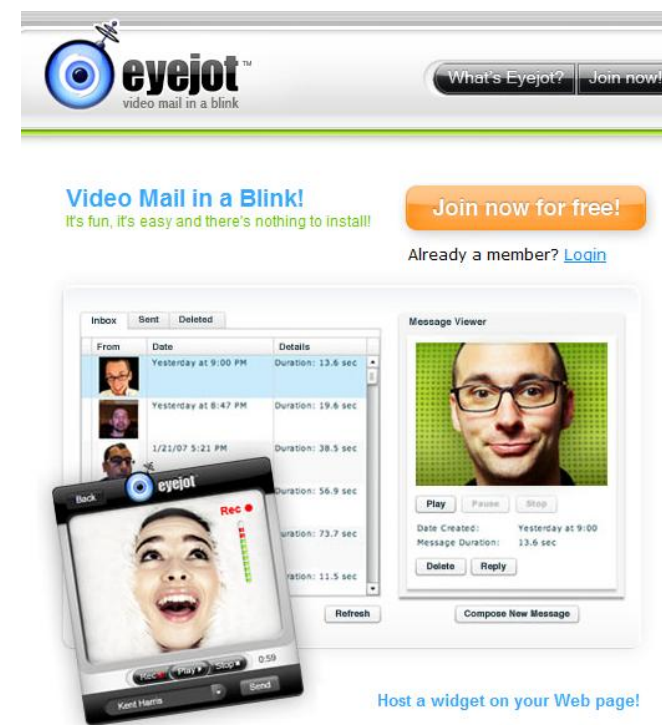 eyejot™
video mail in a blink
What's Eyejot? Join now!
Video Mail in a Blink!
It's fun, it's easy and there's nothing to install!
Join now for free!
Already a member? Login
Inbox Sent Deleted
From Date Details
Yesterday at 9:00 PM Duration: 13.6 sec
Yesterday at 8:47 PM Duration: 19.6 sec
1/21/07 5:21 PM Duration: 38.5 sec
uration: 56.9 sec
uration: 73.7 sec
ration: 11.5 sec
Refresh
Message Viewer
Play Pause Stop
Date Created: Yesterday at 9:00
Message Duration: 13.6 sec
Delete Reply
Compose New Message
Back eyejot
Rec
Rec Play Stop 0:59
Kent Harris Send
Host a widget on your Web page!